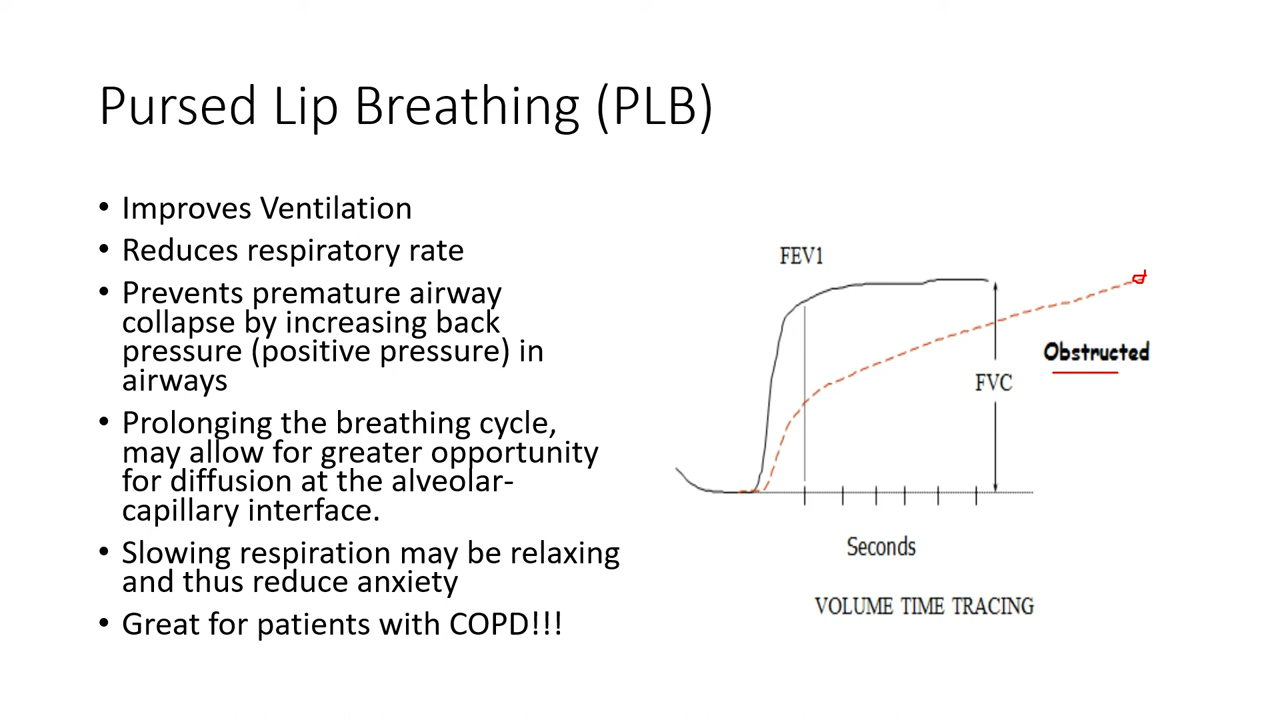 Pursed Lip Breathing (PLB)
• Improves Ventilation
• Reduces respiratory rate
• Prevents premature airway
collapse by increasing back
pressure (positive pressure) in
airways
• Prolonging the breathing cycle,
may allow for greater opportunity
for diffusion at the alveolar-
capillary interface.
• Slowing respiration may be relaxing
and thus reduce anxiety
• Great for patients with COPD!!!
FEV1
Obstructed
FVC
Seconds
VOLUME TIME TRACING